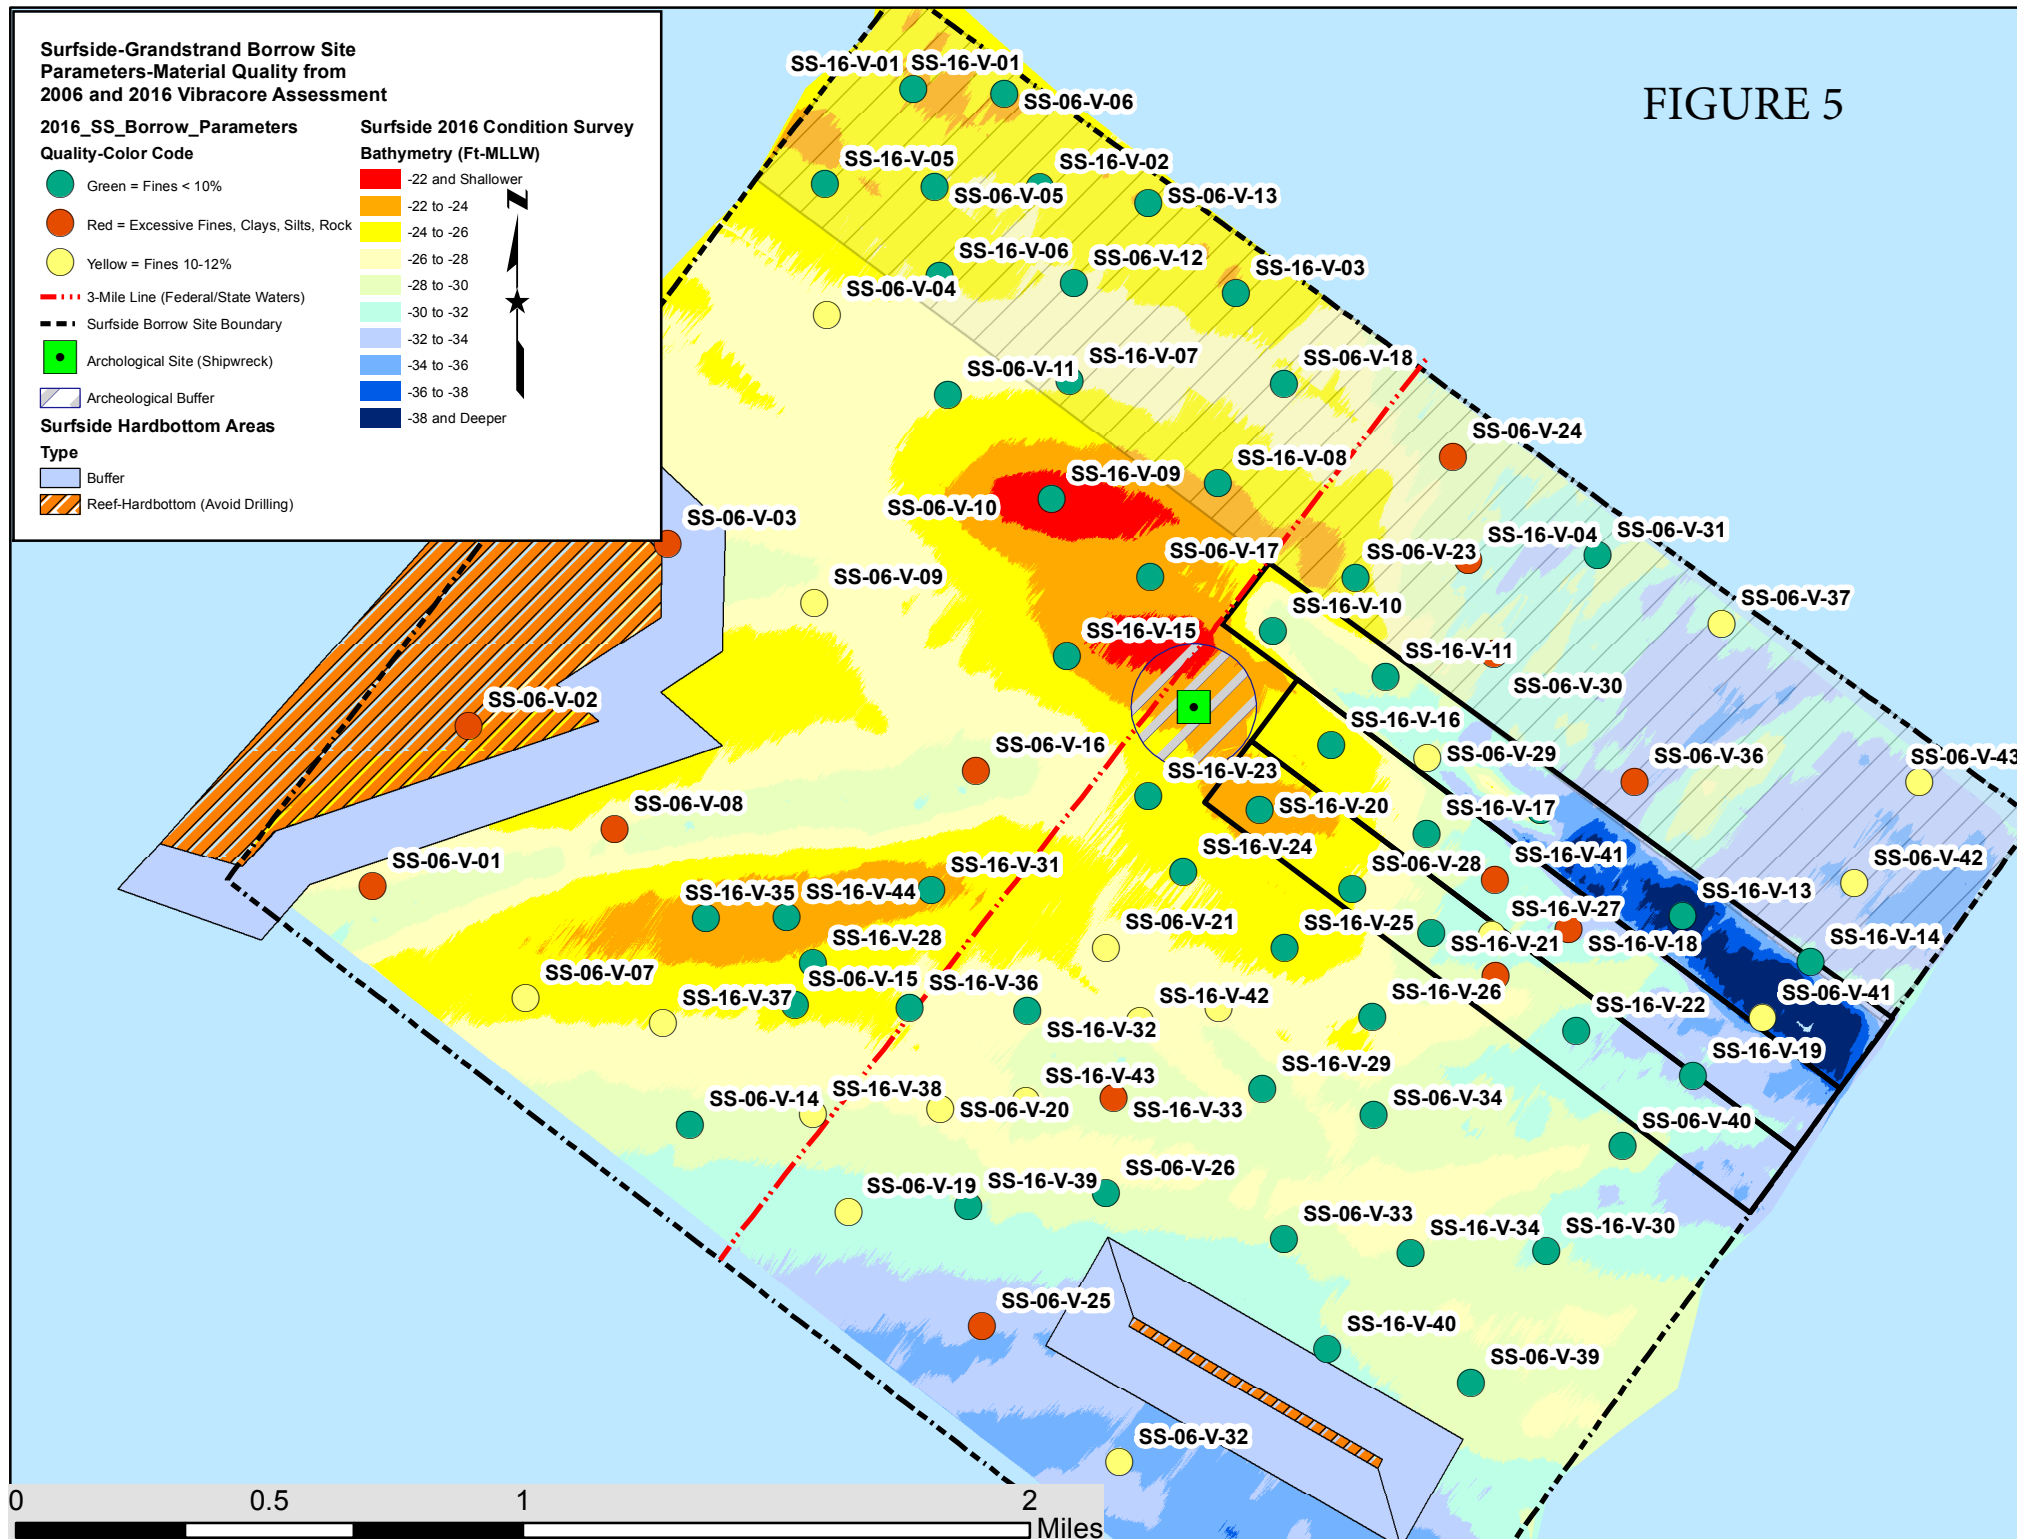 Surfside-Grandstrand Borrow Site
Parameters-Material Quality from
2006 and 2016 Vibracore Assessment
2016_SS_Borrow_Parameters
Quality-Color Code
Green = Fines < 10%
Red = Excessive Fines, Clays, Silts, Rock
Yellow = Fines 10-12%
3-Mile Line (Federal/State Waters)
Surfside Borrow Site Boundary
Archological Site (Shipwreck)
Archeological Buffer
Surfside Hardbottom Areas
Type
Buffer
Reef-Hardbottom (Avoid Drilling)
Surfside 2016 Condition Survey
Bathymetry (Ft-MLLW)
-22 and Shallower
-22 to -24
-24 to -26
-26 to -28
-28 to -30
-30 to -32
-32 to -34
-34 to -36
-36 to -38
-38 and Deeper
N
FIGURE 5
SS-16-V-01
SS-16-V-01
SS-06-V-06
SS-16-V-05
SS-16-V-02
SS-06-V-05
SS-06-V-13
SS-16-V-06
SS-06-V-12
SS-16-V-03
SS-06-V-04
SS-16-V-07
SS-06-V-18
SS-06-V-11
SS-06-V-24
SS-16-V-08
SS-16-V-09
SS-06-V-10
SS-06-V-03
SS-16-V-04
SS-06-V-31
SS-06-V-17
SS-06-V-23
SS-06-V-09
SS-06-V-37
SS-16-V-10
SS-16-V-15
SS-16-V-11
SS-06-V-30
SS-06-V-02
SS-16-V-16
SS-06-V-16
SS-06-V-29
SS-06-V-36
SS-06-V-43
SS-16-V-23
SS-06-V-08
SS-16-V-20
SS-16-V-17
SS-16-V-24
SS-06-V-01
SS-16-V-31
SS-06-V-28
SS-16-V-41
SS-06-V-42
SS-16-V-35
SS-16-V-44
SS-16-V-13
SS-06-V-21
SS-16-V-25
SS-16-V-27
SS-16-V-28
SS-16-V-21
SS-16-V-18
SS-16-V-14
SS-06-V-07
SS-06-V-15
SS-16-V-36
SS-16-V-37
SS-16-V-42
SS-16-V-26
SS-06-V-41
SS-16-V-32
SS-16-V-22
SS-16-V-29
SS-16-V-19
SS-16-V-43
SS-06-V-14
SS-16-V-38
SS-06-V-20
SS-16-V-33
SS-06-V-34
SS-06-V-40
SS-06-V-26
SS-06-V-19
SS-16-V-39
SS-06-V-33
SS-16-V-34
SS-16-V-30
SS-06-V-25
SS-16-V-40
SS-06-V-39
SS-06-V-32
0 0.5 1 2
Miles